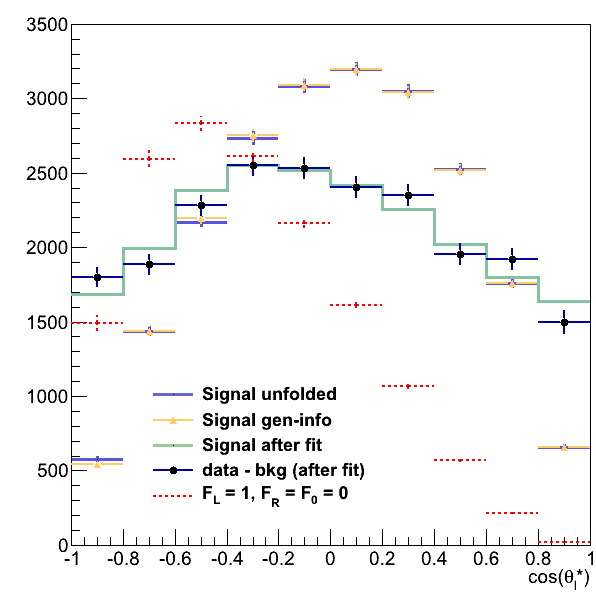 3500
3000
2500
2000
1500
1000
500
0
Signal unfolded
Signal gen-info
Signal after fit
data - bkg (after fit)
F_L = 1, F_R = F_0 = 0
-1 -0.8 -0.6 -0.4 -0.2 0 0.2 0.4 0.6 0.8 1
cos(θ_l*)